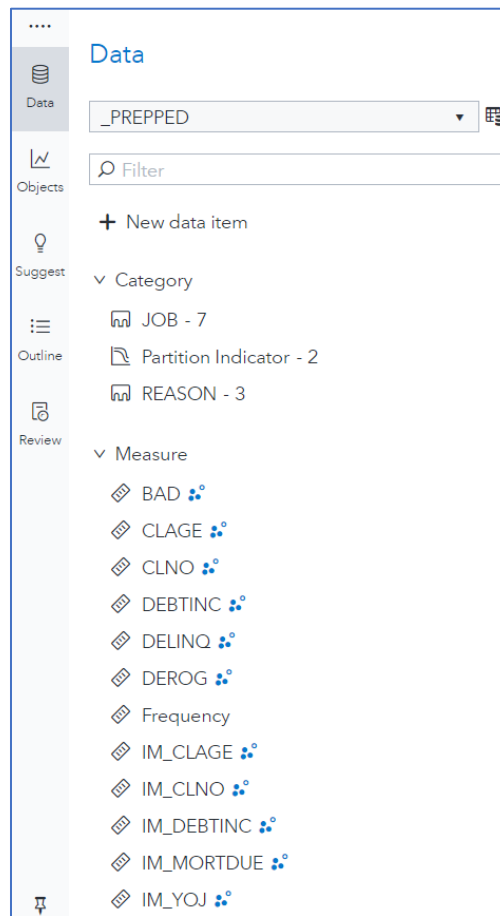 Data
Objects
Suggest
Outline
Review
Data
_PREPPED
Filter
New data item
Category
JOB - 7
Partition Indicator - 2
REASON - 3
Measure
BAD
CLAGE
CLNO
DEBTINC
DELINQ
DEROG
Frequency
IM_CLAGE
IM_CLNO
IM_DEBTINC
IM_MORTDUE
IM_YOJ